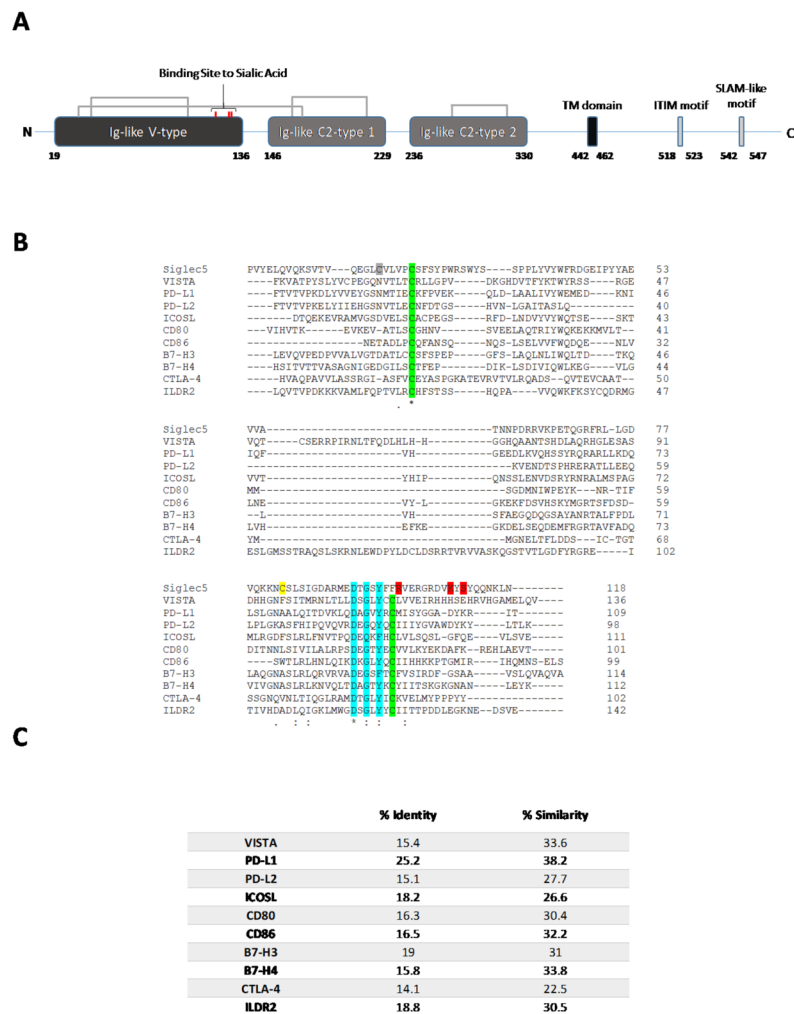 A
Binding Site to Sialic Acid
SLAM-like
TM domain ITIM motif motif
N Ig-like V-type Ig-like C2-type 1 Ig-like C2-type 2 C
19 136 146 229 236 330 442 462 518 523 542 547
B
Siglec5 PVYELQVQKSVTV---QEGLCVLVPCSFSYPWRSWYS---SPPLYVYWFRDGEIPYYAE 53
VISTA ----FKVATPYSLYVCPEGQNVTLTCRLLGPV------DKGHDVTFYKTWYRSS---RGE 47
PD-L1 ----FTVTVPKDLYVVEYGSNMTIECKFPVEK------QLD-LAALIVYWEMED---KNI 46
PD-L2 ----FTVTVPKELYIIEHGSNVTLECNFDTGS------HVN-LGAITASLQ--------- 40
ICOSL -------DTQEKEVRAMVGSDVELSCACPEGS------RFD-LNDVYVYWQTSE---SKT 43
CD80 ---VIHVTK------EVKEV-ATLSCGHNV------SVEELAQTRIYWQKEKKMVLT--- 41
CD86 ------------------NETADLPCQFANSQ------NQS-LSELVVFWQDQE---NLV 32
B7-H3 ----LEVQVPEDPVVALVGTDATLCCSFSPEP------GFS-LAQLNLIWQLTD---TKQ 46
B7-H4 ----HSITVTTVASAGNIGEDGILSCTFEP-------DIKLSDIVIQWLKEG---VLG 44
CTLA-4 ----HVAQPAVVLASSRGI-ASFVCEYASPGKATEVRVTVLRQADS---QVTEVCAAT-- 50
ILDR2 ----LQVTVPDKKKVAMLFQPTVLRCHFSTSS------HQPA---VVQWKFKSYCQDRMG 47
. *
Siglec5 VVA-----------------------------------TNNPDRRVKPETQGRFRL-LGD 77
VISTA VQT-----CSERRPIRNLTFQDLHLH-H----------GGHQAANTSHDLAQRHGLESAS 91
PD-L1 IQF---------------------VH------------GEEDLKVQHSSYRQRARLLKDQ 73
PD-L2 --------------------------------------KVENDTSPHRERATLLEEQ 59
ICOSL VVT---------------------YHIP----------QNSSLENVDSRYRNRALMSPAG 72
CD80 MM-----------------------------------SGDMNIWPEYK---NR-TIF 59
CD86 LNE---------------------VY-L----------GKEKFDSVHSKYMGRTSFDSD- 59
B7-H3 --L---------------------VH------------SFAEGQDQGSAYANRTALFPDL 71
B7-H4 LVH---------------------EFKE----------GKDELSEQDEMFRGRTAVFADQ 73
CTLA-4 YM------------------------------------GNELTFLDDS---ICTGT 68
ILDR2 ESLGMSSTRAQSLSKRNLEWDPYLDCLDSRRTVRVVASKQGSTVTLGDFYRGRE-----I 102
Siglec5 VQKKNCSLSIGDARMEDTGSYFFRVERGRDVKYSYQQNKLN------ 118
VISTA DHHGNFSITMRNLTLLDSGLYCCLVVEIRHHHSEHRVHGAMELQV--- 136
PD-L1 LSLGNAALQITDVKLQDAGVYRCMISYGGA-DYKR------IT----- 109
PD-L2 LPLGKASFHIPQVQVRDEGQYQCIIIYGVAWDYKY------LTL---- 98
ICOSL MLRGDFSLRLFNVTPQDEQKFHCLVLSQSL-GFQE------VLSVE-- 111
CD80 DITNNLSIVILALRPSDEGTYECVVLKYEKDAFK---REHLAEVT--- 101
CD86 ----SWTLRLHNLQIKDKGLYQCIIHHKKPTGMIR---IHQMNS-ELS 99
B7-H3 LAQGNASLRLQRVRVADEGSFTCFVSIRDF-GSAA---VSLQVAQVA 114
B7-H4 VIVGNASLRLKNVQLTDAGTYKCYIITSKGKGNAN----LEYK---- 112
CTLA-4 SSGNQVNLTIQGLRAMDTGLYICKVELMYPPPYY------------- 102
ILDR2 TIVHDADLQIGKLMWGDSGLYYCIITTPDDLEGKNE--DSVE----- 142
. : : * : : :
C
% Identity % Similarity
VISTA 15.4 33.6
PD-L1 25.2 38.2
PD-L2 15.1 27.7
ICOSL 18.2 26.6
CD80 16.3 30.4
CD86 16.5 32.2
B7-H3 19 31
B7-H4 15.8 33.8
CTLA-4 14.1 22.5
ILDR2 18.8 30.5